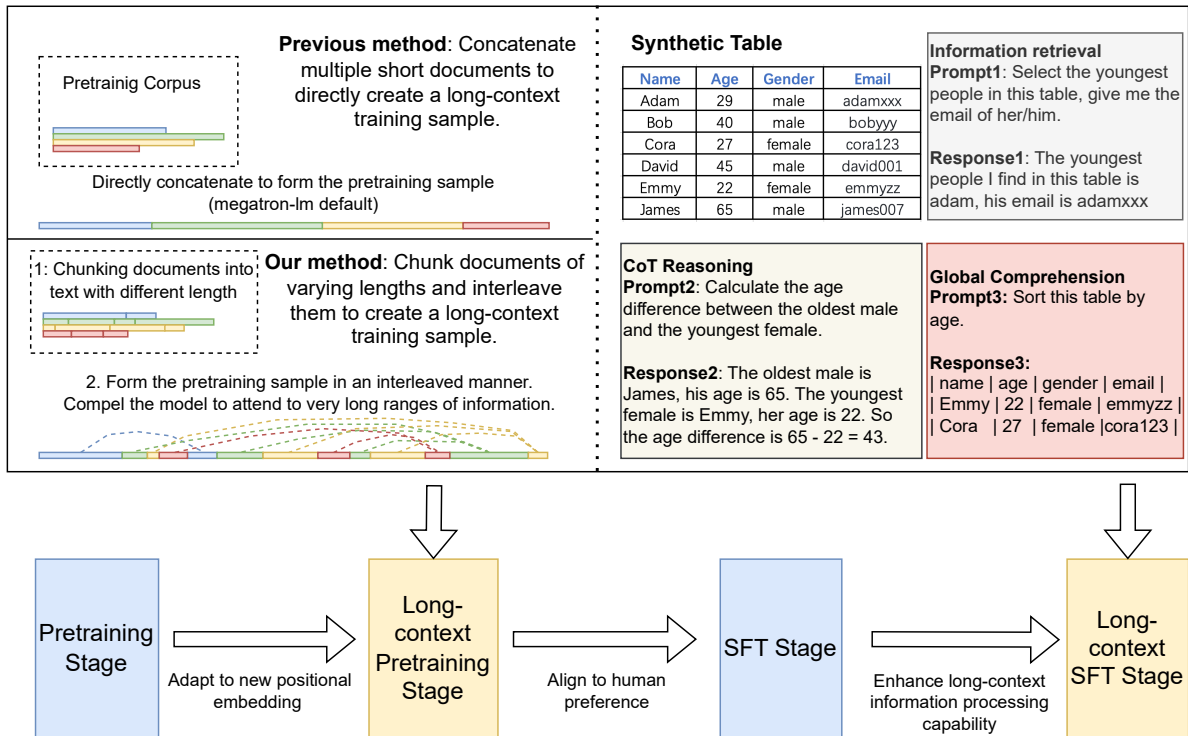 Previous method: Concatenate
multiple short documents to
directly create a long-context
training sample.
Pretrainig Corpus
Directly concatenate to form the pretraining sample
(megatron-lm default)
1: Chunking documents into
text with different length
Our method: Chunk documents of
varying lengths and interleave
them to create a long-context
training sample.
2. Form the pretraining sample in an interleaved manner.
Compel the model to attend to very long ranges of information.
Synthetic Table
Name Age Gender Email
Adam 29 male adamxxx
Bob 40 male bobyyy
Cora 27 female cora123
David 45 male david001
Emmy 22 female emmyzz
James 65 male james007
Information retrieval
Prompt1: Select the youngest
people in this table, give me the
email of her/him.
Response1: The youngest
people I find in this table is
adam, his email is adamxxx
CoT Reasoning
Prompt2: Calculate the age
difference between the oldest male
and the youngest female.
Response2: The oldest male is
James, his age is 65. The youngest
female is Emmy, her age is 22. So
the age difference is 65 - 22 = 43.
Global Comprehension
Prompt3: Sort this table by
age.
Response3:
| name | age | gender | email |
| Emmy | 22 | female | emmyzz |
| Cora | 27 | female |cora123 |
Pretraining
Stage
Adapt to new positional
embedding
Long-
context
Pretraining
Stage
Align to human
preference
SFT Stage
Enhance long-context
information processing
capability
Long-
context
SFT Stage